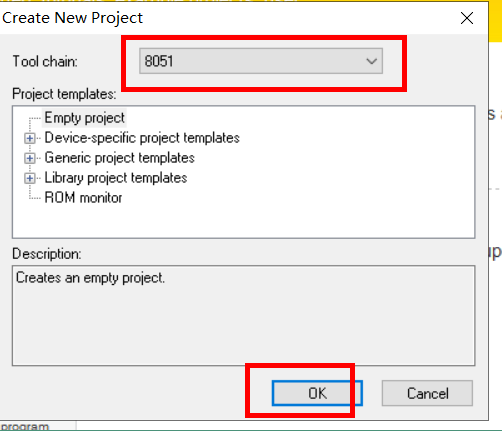 Create New Project
Tool chain:
8051
Project templates:
Empty project
Device-specific project templates
Generic project templates
Library project templates
ROM monitor
Description:
Creates an empty project.
OK
Cancel
program